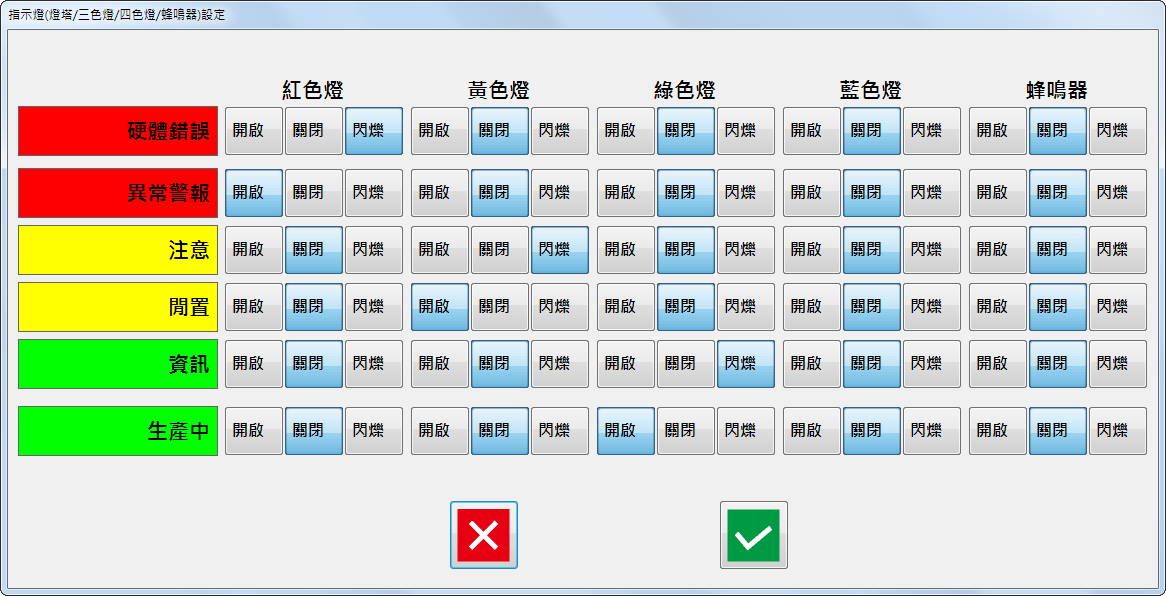 指示燈(燈塔/三色燈/四色燈/蜂鳴器)設定
紅色燈 黃色燈 綠色燈 藍色燈 蜂鳴器
硬體錯誤 開啟 關閉 閃爍 開啟 關閉 閃爍 開啟 關閉 閃爍 開啟 關閉 閃爍 開啟 關閉 閃爍
異常警報 開啟 關閉 閃爍 開啟 關閉 閃爍 開啟 關閉 閃爍 開啟 關閉 閃爍 開啟 關閉 閃爍
注意 開啟 關閉 閃爍 開啟 關閉 閃爍 開啟 關閉 閃爍 開啟 關閉 閃爍 開啟 關閉 閃爍
閒置 開啟 關閉 閃爍 開啟 關閉 閃爍 開啟 關閉 閃爍 開啟 關閉 閃爍 開啟 關閉 閃爍
資訊 開啟 關閉 閃爍 開啟 關閉 閃爍 開啟 關閉 閃爍 開啟 關閉 閃爍 開啟 關閉 閃爍
生產中 開啟 關閉 閃爍 開啟 關閉 閃爍 開啟 關閉 閃爍 開啟 關閉 閃爍 開啟 關閉 閃爍